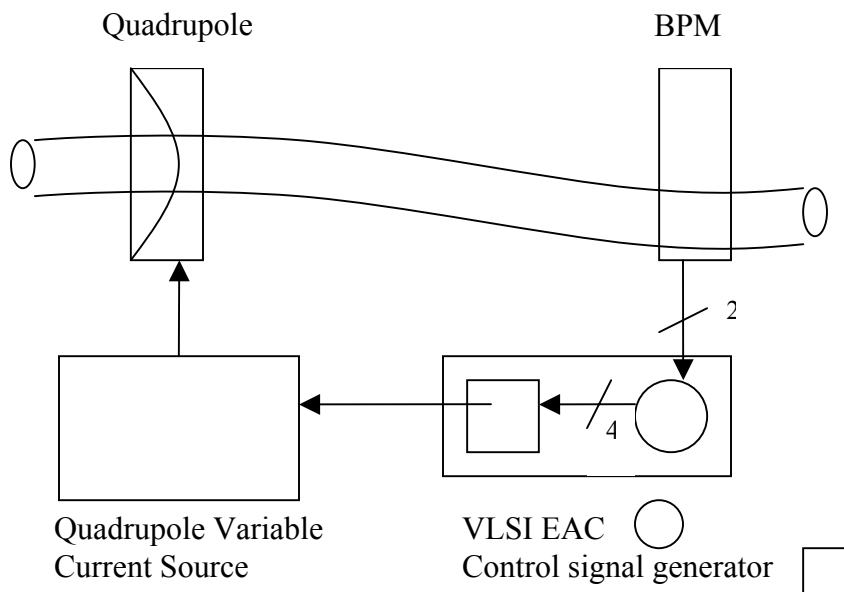 Quadrupole
BPM
2
4
Quadrupole Variable
Current Source
VLSI EAC
Control signal generator